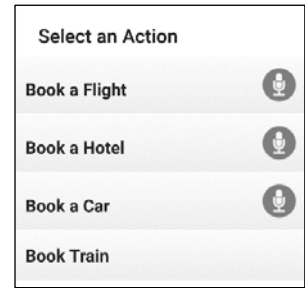 Select an Action
Book a Flight
Book a Hotel
Book a Car
Book Train